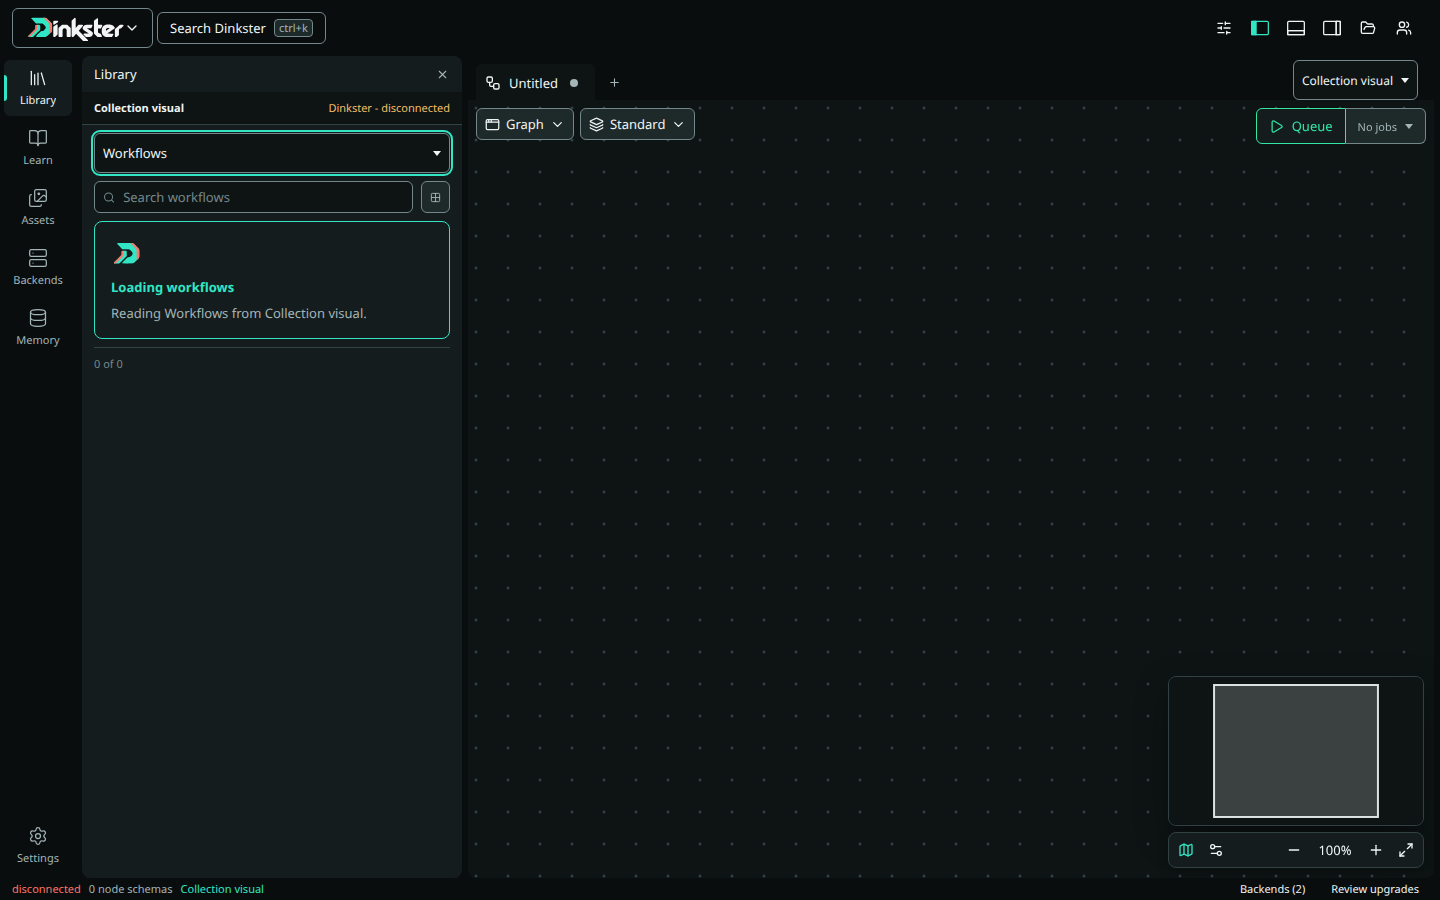 Dinkster
Search Dinkster ctrl+k
Library
Learn
Assets
Backends
Memory
Settings
Library
Collection visual
Dinkster - disconnected
Workflows
Search workflows
Loading workflows
Reading Workflows from Collection visual.
0 of 0
Untitled
Collection visual
Graph
Standard
Queue
No jobs
100%
disconnected
0 node schemas
Collection visual
Backends (2)
Review upgrades